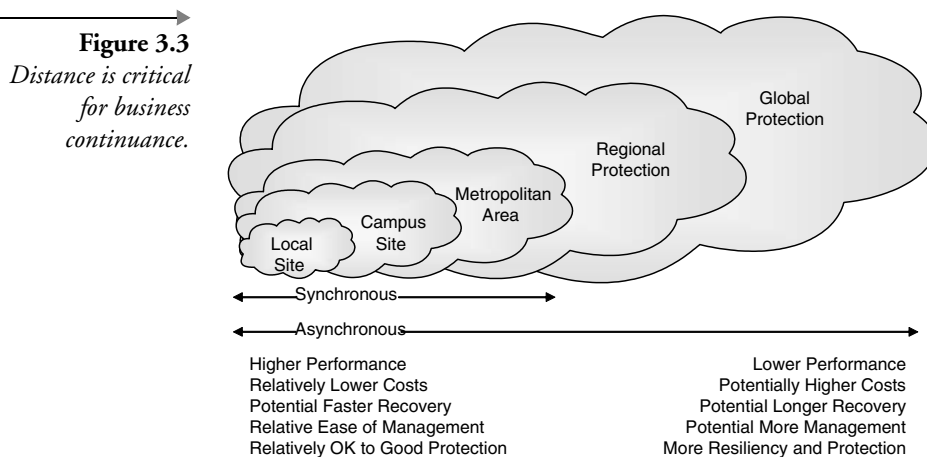 Figure 3.3
Distance is critical
for business
continuance.
Global
Protection
Regional
Protection
Metropolitan
Area
Campus
Site
Local
Site
Synchronous
Asynchronous
Higher Performance
Relatively Lower Costs
Potential Faster Recovery
Relative Ease of Management
Relatively OK to Good Protection
Lower Performance
Potentially Higher Costs
Potential Longer Recovery
Potential More Management
More Resiliency and Protection